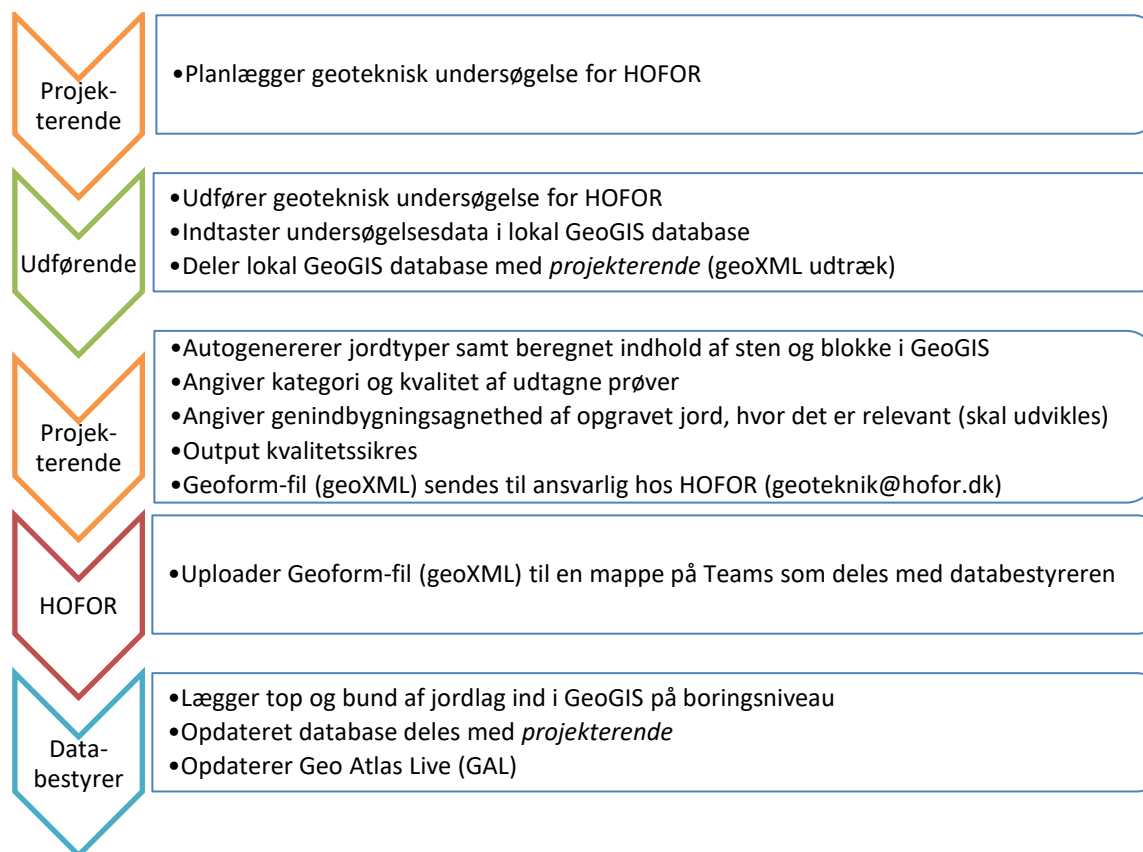 Projek-
terende
•Planlægger geoteknisk undersøgelse for HOFOR
Udførende
•Udfører geoteknisk undersøgelse for HOFOR
•Indtaster undersøgelsesdata i lokal GeoGIS database
•Deler lokal GeoGIS database med projekterende (geoXML udtræk)
Projek-
terende
•Autogenererer jordtyper samt beregnet indhold af sten og blokke i GeoGIS
•Angiver kategori og kvalitet af udtagne prøver
•Angiver genindbygningsagnethed af opgravet jord, hvor det er relevant (skal udvikles)
•Output kvalitetssikres
•Geoform-fil (geoXML) sendes til ansvarlig hos HOFOR (geoteknik@hofor.dk)
HOFOR
•Uploader Geoform-fil (geoXML) til en mappe på Teams som deles med databestyreren
Data-
bestyrer
•Lægger top og bund af jordlag ind i GeoGIS på boringsniveau
•Opdateret database deles med projekterende
•Opdaterer Geo Atlas Live (GAL)